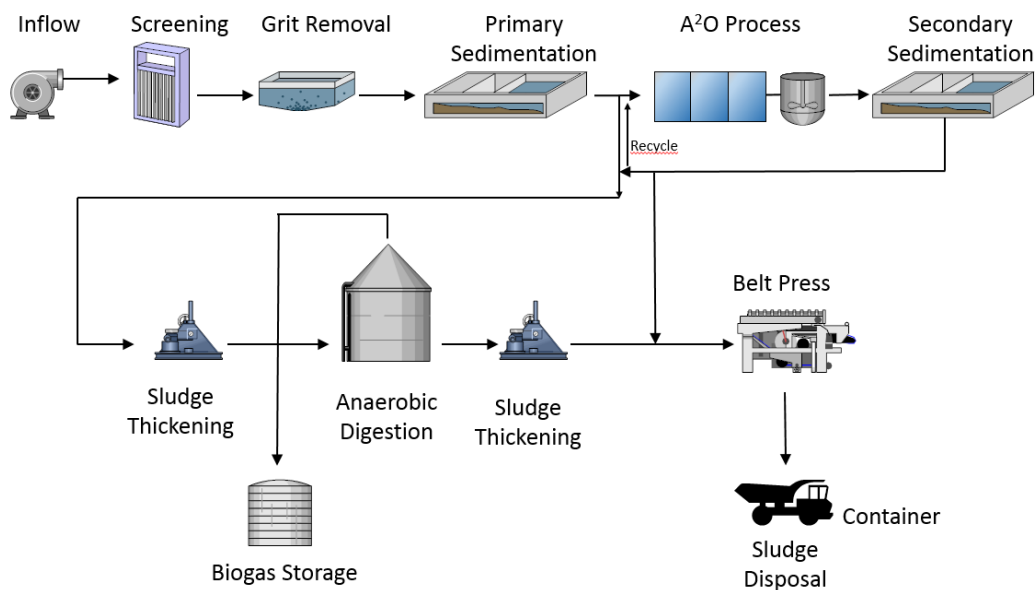 Inflow
Screening
Grit Removal
Primary
Sedimentation
A²O Process
Secondary
Sedimentation
Recycle
Belt Press
Sludge
Thickening
Anaerobic
Digestion
Sludge
Thickening
Biogas Storage
Container
Sludge
Disposal